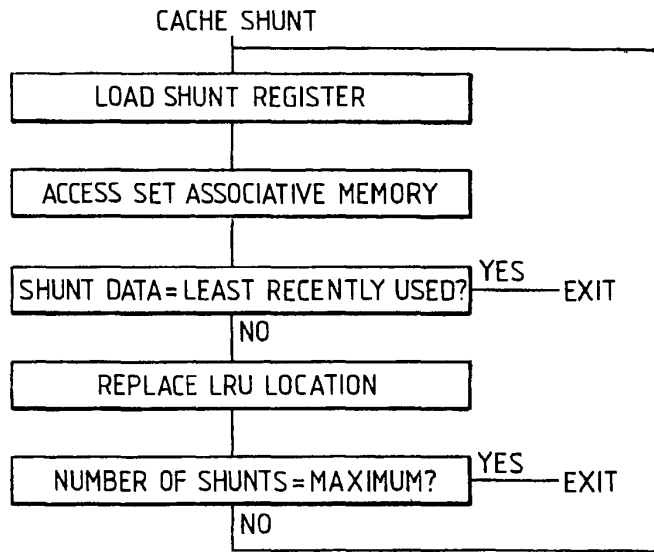 CACHE SHUNT
LOAD SHUNT REGISTER
ACCESS SET ASSOCIATIVE MEMORY
SHUNT DATA=LEAST RECENTLY USED?
YES
EXIT
NO
REPLACE LRU LOCATION
NUMBER OF SHUNTS=MAXIMUM?
YES
EXIT
NO